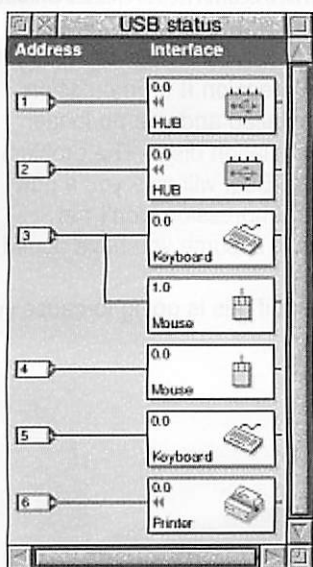 USB status
Address Interface
1
0.0
HUB
2
0.0
HUB
3
0.0
Keyboard
1.0
Mouse
4
0.0
Mouse
5
0.0
Keyboard
6
0.0
Printer